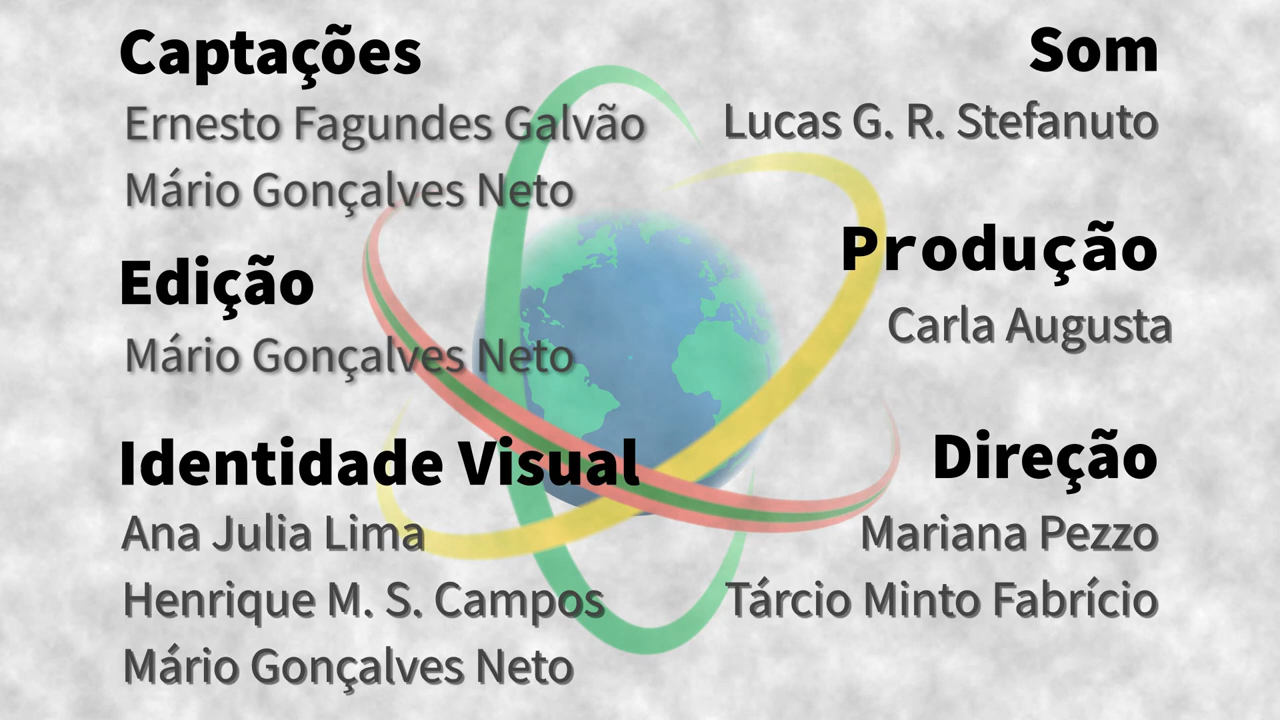 Captações
Ernesto Fagundes Galvão
Mário Gonçalves Neto
Edição
Mário Gonçalves Neto
Identidade Visual
Ana Julia Lima
Henrique M. S. Campos
Mário Gonçalves Neto
Som
Lucas G. R. Stefanuto
Produção
Carla Augusta
Direção
Mariana Pezzo
Tárcio Minto Fabrício